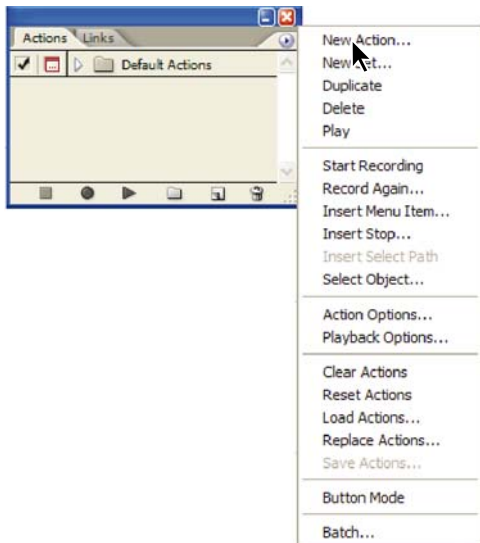 Actions Links
Default Actions
New Action...
New Set...
Duplicate
Delete
Play
Start Recording
Record Again...
Insert Menu Item...
Insert Stop...
Insert Select Path
Select Object...
Action Options...
Playback Options...
Clear Actions
Reset Actions
Load Actions...
Replace Actions...
Save Actions...
Button Mode
Batch...